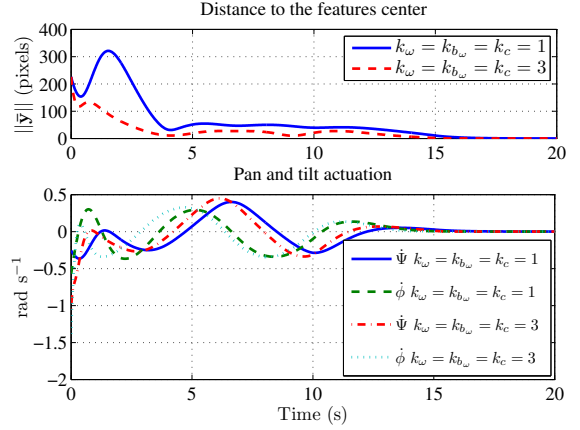 Distance to the features center
||ȳ̄|| (pixels)
400
300
200
100
0
k_ω = k_{b_ω} = k_c = 1
k_ω = k_{b_ω} = k_c = 3
0 5 10 15 20
Pan and tilt actuation
rad s⁻¹
0.5
0
−0.5
−1
−1.5
−2
Ψ̇ k_ω = k_{b_ω} = k_c = 1
ϕ̇ k_ω = k_{b_ω} = k_c = 1
Ψ̇ k_ω = k_{b_ω} = k_c = 3
ϕ̇ k_ω = k_{b_ω} = k_c = 3
0 5 10 15 20
Time (s)